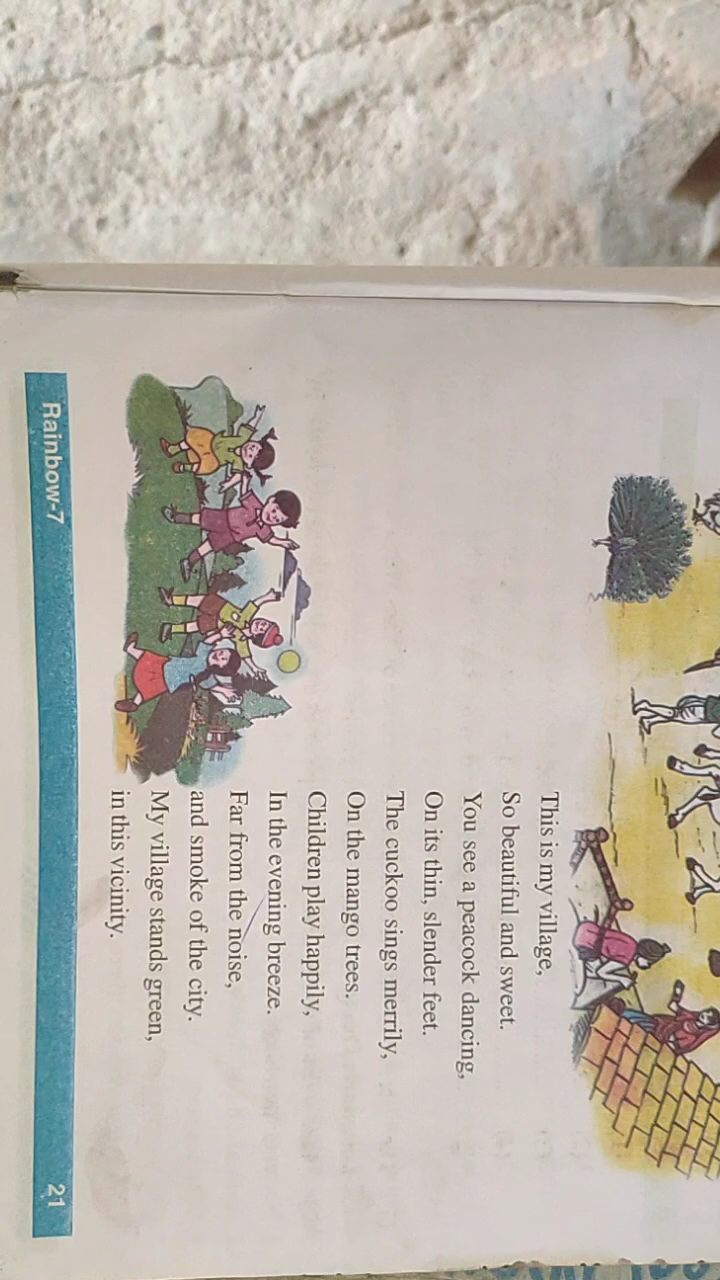 This is my village,
So beautiful and sweet.
You see a peacock dancing,
On its thin, slender feet.
The cuckoo sings merrily,
On the mango trees.
Children play happily,
In the evening breeze.
Far from the noise,
and smoke of the city.
My village stands green,
in this vicinity.
Rainbow-7
21